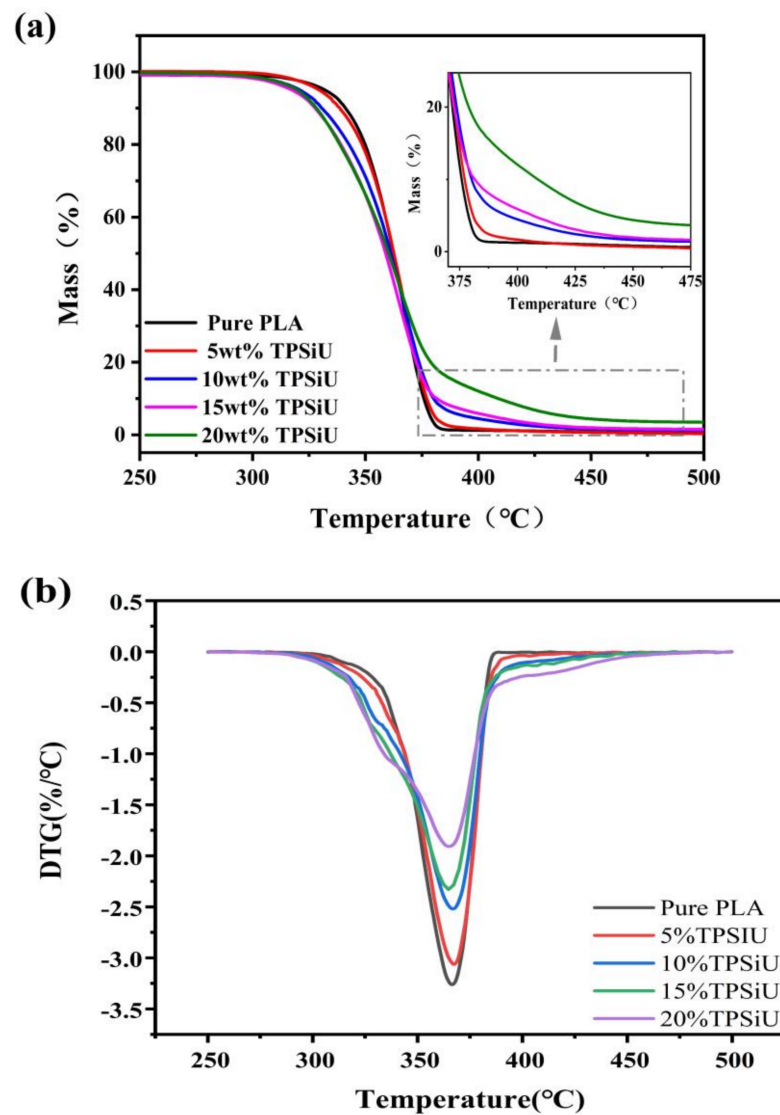 (a)
100
80
60
40
20
0
Mass（%）
250 300 350 400 450 500
Temperature（℃）
Pure PLA
5wt% TPSiU
10wt% TPSiU
15wt% TPSiU
20wt% TPSiU
20
0
Mass（%）
375 400 425 450 475
Temperature（℃）
(b)
0.5
0.0
-0.5
-1.0
-1.5
-2.0
-2.5
-3.0
-3.5
DTG(%/℃)
250 300 350 400 450 500
Temperature(℃)
Pure PLA
5%TPSIU
10%TPSiU
15%TPSiU
20%TPSiU